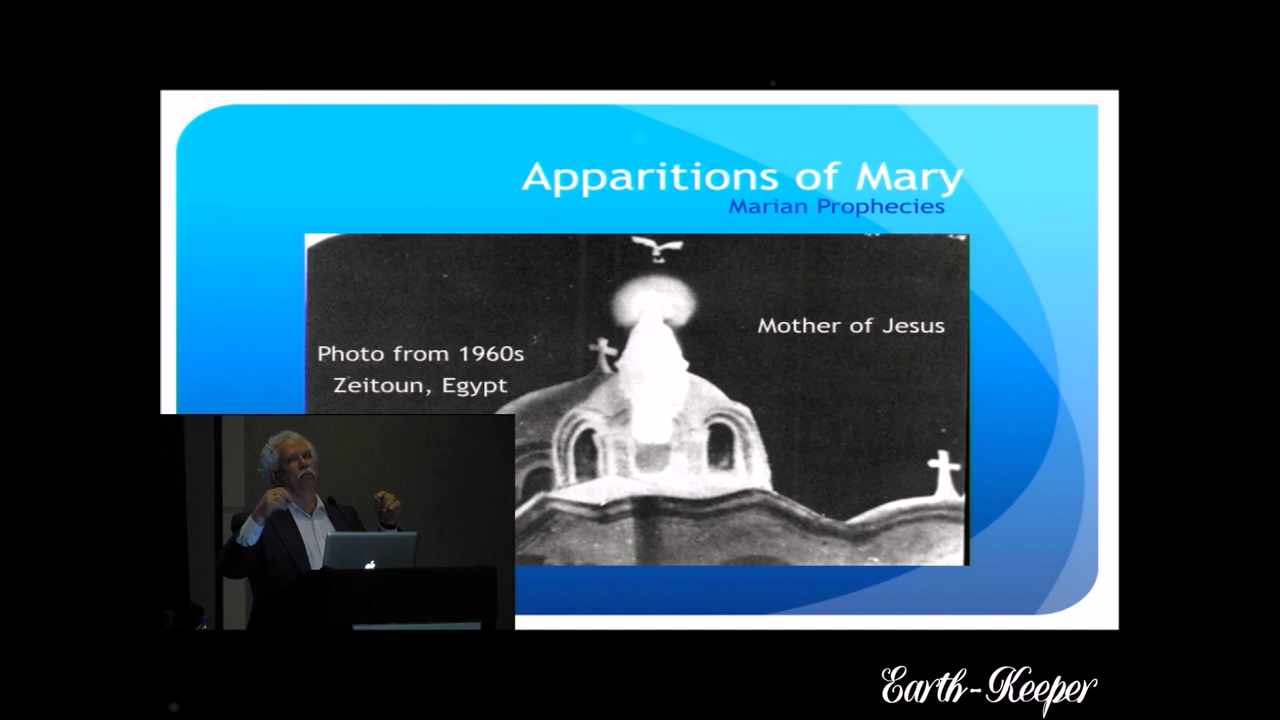 Apparitions of Mary
Marian Prophecies
Mother of Jesus
Photo from 1960s
Zeitoun, Egypt
Earth-Keeper